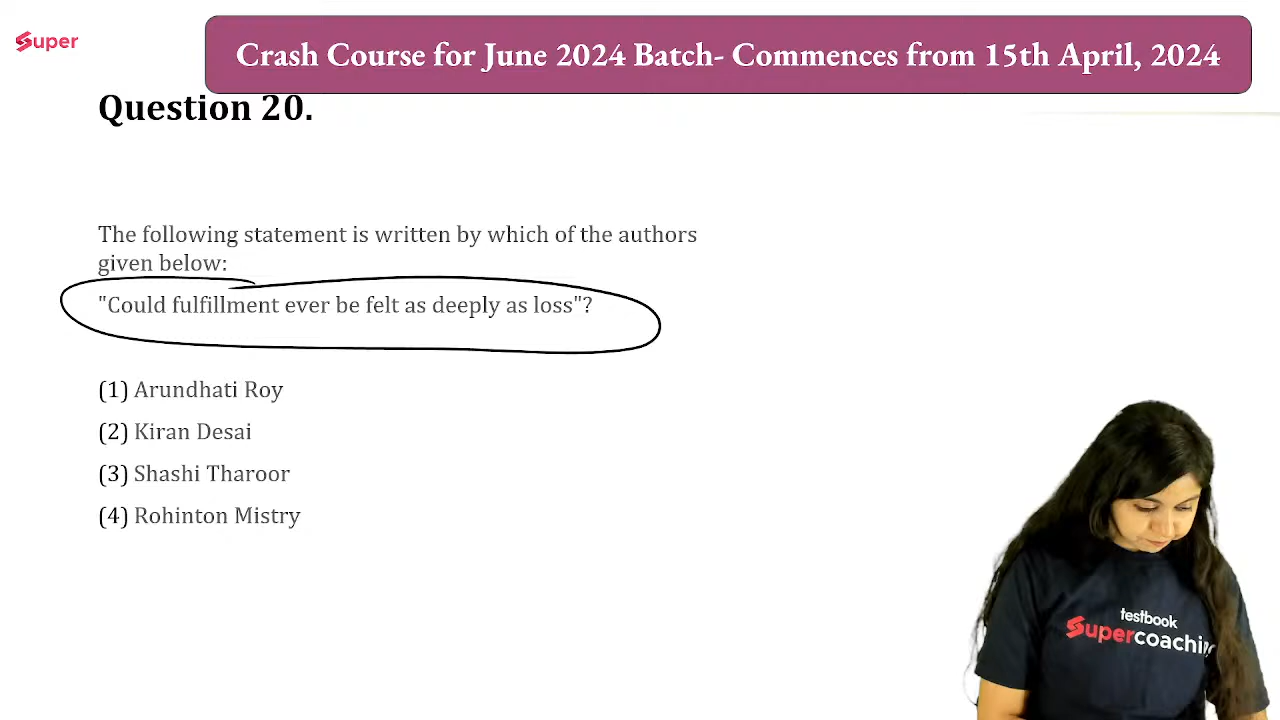 Super
Crash Course for June 2024 Batch- Commences from 15th April, 2024
Question 20.
The following statement is written by which of the authors
given below:
"Could fulfillment ever be felt as deeply as loss"?
(1) Arundhati Roy
(2) Kiran Desai
(3) Shashi Tharoor
(4) Rohinton Mistry
testbook
Supercoaching